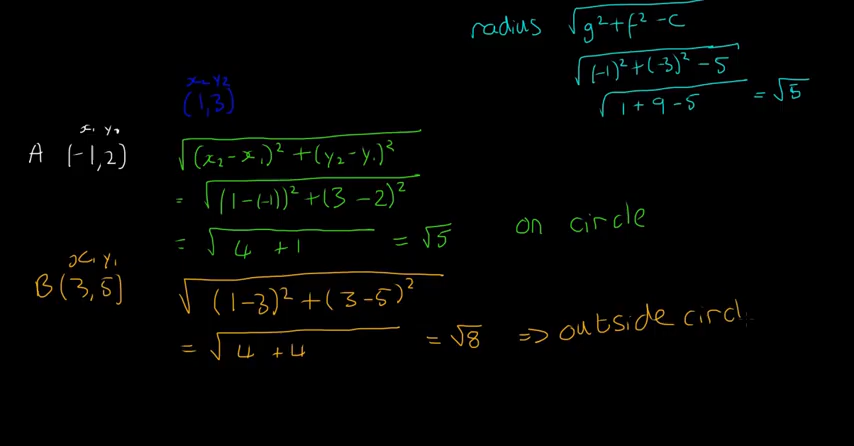 radius √(g² + f² - c)
√((-1)² + (-3)² - 5)
√(1 + 9 - 5) = √5
x₂ y₂
(1,3)
x₁ y₁
A (-1,2) √((x₂ - x₁)² + (y₂ - y₁)²)
= √((1 - (-1))² + (3 - 2)²)
= √(4 + 1) = √5 on circle
x₁ y₁
B (3,5) √((1-3)² + (3-5)²)
= √(4 + 4) = √8 => outside circl